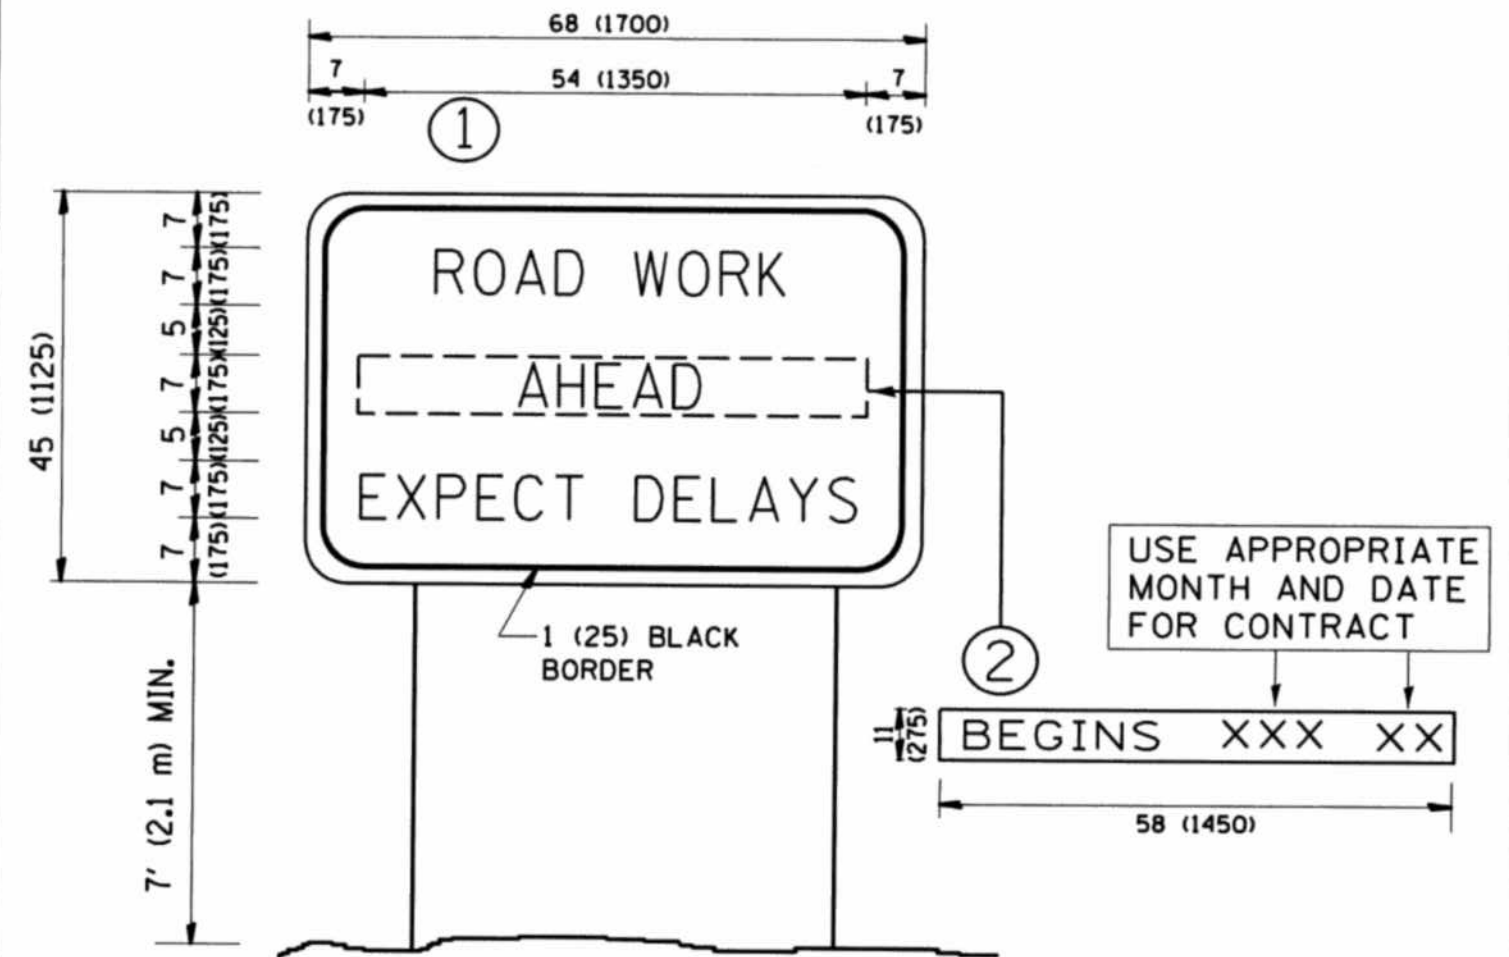 68 (1700)
7
54 (1350)
7
(175)
(175)
1
45 (1125)
7
(175)
7
(175)
5
(125)
7
(175)
5
(125)
7
(175)
7
(175)
ROAD WORK
AHEAD
EXPECT DELAYS
1 (25) BLACK
BORDER
7' (2.1 m) MIN.
2
USE APPROPRIATE
MONTH AND DATE
FOR CONTRACT
11
(275)
BEGINS XXX XX
58 (1450)